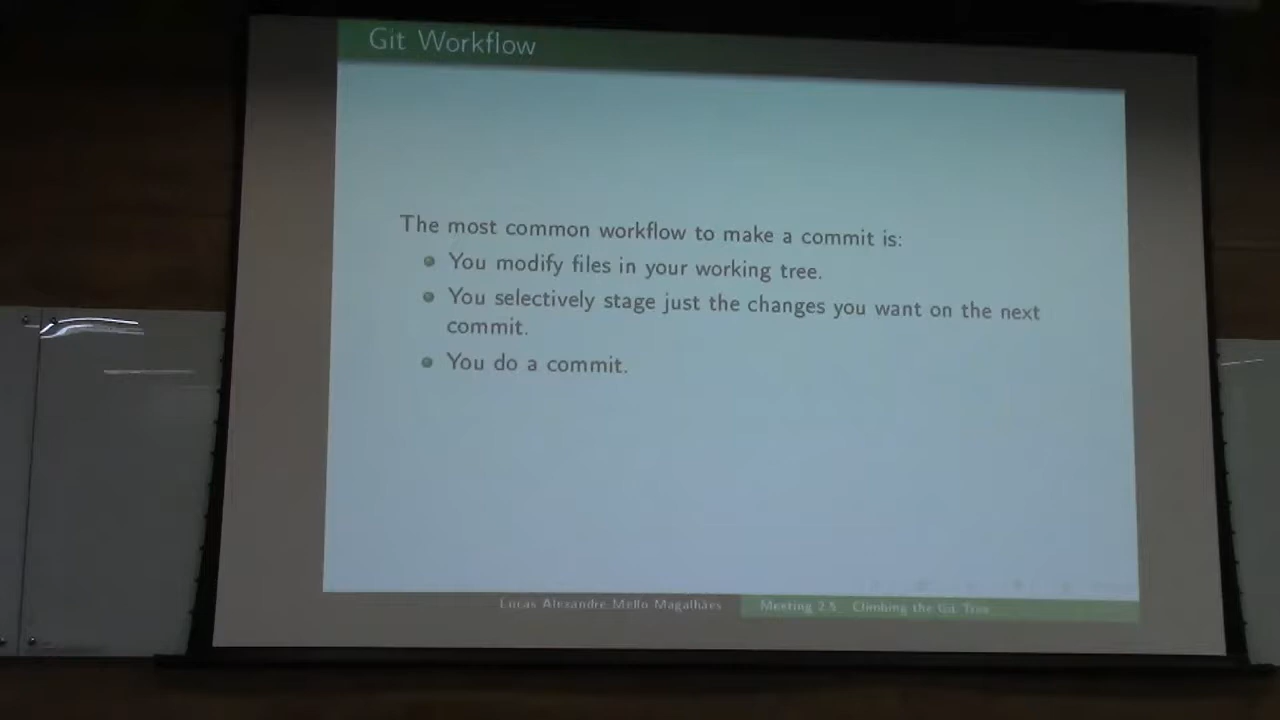 Git Workflow
The most common workflow to make a commit is:
You modify files in your working tree.
You selectively stage just the changes you want on the next
commit.
You do a commit.
Lucas Alexandre Mello Magalhães
Meeting 2.5 Climbing the Git Tree